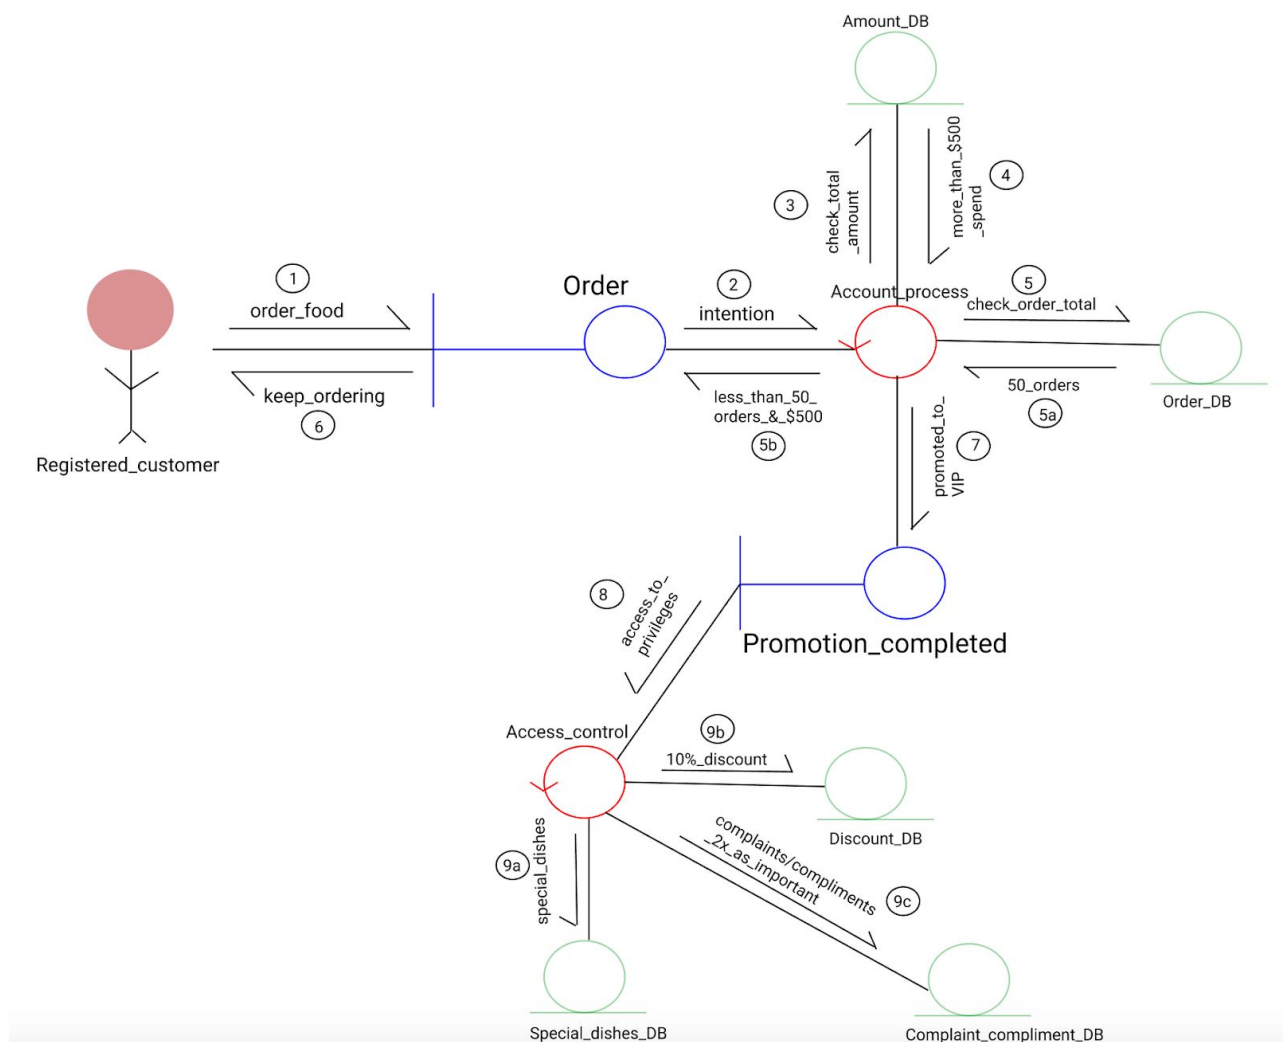 Amount_DB
3
check_total
_amount
more_than_$500
_spend
4
1
order_food
Order
2
intention
Account_process
5
check_order_total
keep_ordering
6
less_than_50_
orders_&_$500
5b
50_orders
5a
Order_DB
Registered_customer
promoted_to_
VIP
7
8
access_to_
privileges
Promotion_completed
Access_control
9b
10%_discount
Discount_DB
9a
special_dishes
complaints/compliments
_2x_as_important
9c
Special_dishes_DB
Complaint_compliment_DB